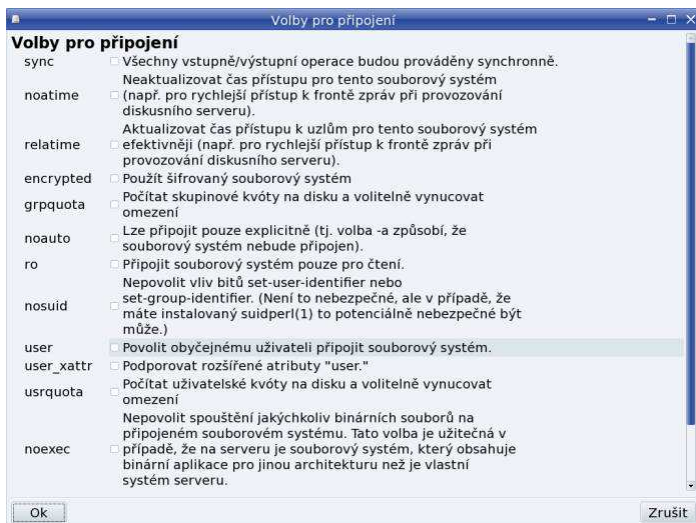 Volby pro připojení
Volby pro připojení
sync Všechny vstupně/výstupní operace budou prováděny synchronně.
Neaktualizovat čas přístupu pro tento souborový systém
noatime (např. pro rychlejší přístup k frontě zpráv při provozování
diskusního serveru).
Aktualizovat čas přístupu k uzlům pro tento souborový systém
relatime efektivněji (např. pro rychlejší přístup k frontě zpráv při
provozování diskusního serveru).
encrypted Použít šifrovaný souborový systém
grpquota Počítat skupinové kvóty na disku a volitelně vynucovat
omezení
noauto Lze připojit pouze explicitně (tj. volba -a způsobí, že
souborový systém nebude připojen).
ro Připojit souborový systém pouze pro čtení.
Nepovolit vliv bitů set-user-identifier nebo
nosuid set-group-identifier. (Není to nebezpečné, ale v případě, že
máte instalovaný suidperl(1) to potenciálně nebezpečné být
může.)
user Povolit obyčejnému uživateli připojit souborový systém.
user_xattr Podporovat rozšířené atributy "user."
usrquota Počítat uživatelské kvóty na disku a volitelně vynucovat
omezení
Nepovolit spouštění jakýchkoliv binárních souborů na
připojeném souborovém systému. Tato volba je užitečná v
noexec případě, že na serveru je souborový systém, který obsahuje
binární aplikace pro jinou architekturu než je vlastní
systém serveru.
Ok Zrušit